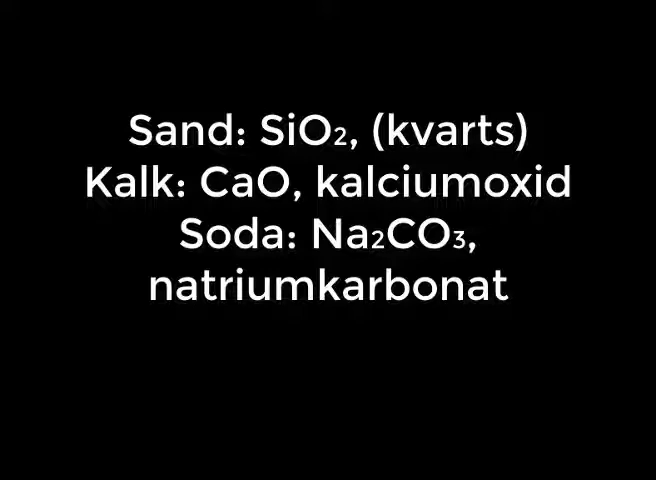 Sand: SiO₂, (kvarts)
Kalk: CaO, kalciumoxid
Soda: Na₂CO₃,
natriumkarbonat